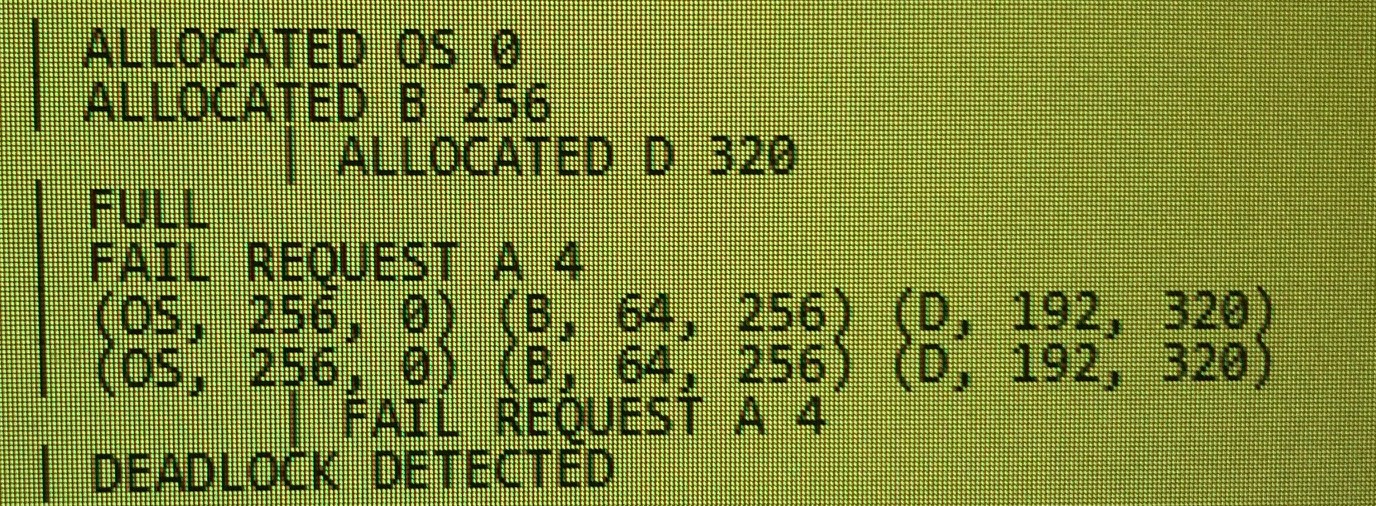 | ALLOCATED OS 0
| ALLOCATED B 256
| ALLOCATED D 320
| FULL
| FAIL REQUEST A 4
| (OS, 256, 0) (B, 64, 256) (D, 192, 320)
| (OS, 256, 0) (B, 64, 256) (D, 192, 320)
| FAIL REQUEST A 4
| DEADLOCK DETECTED